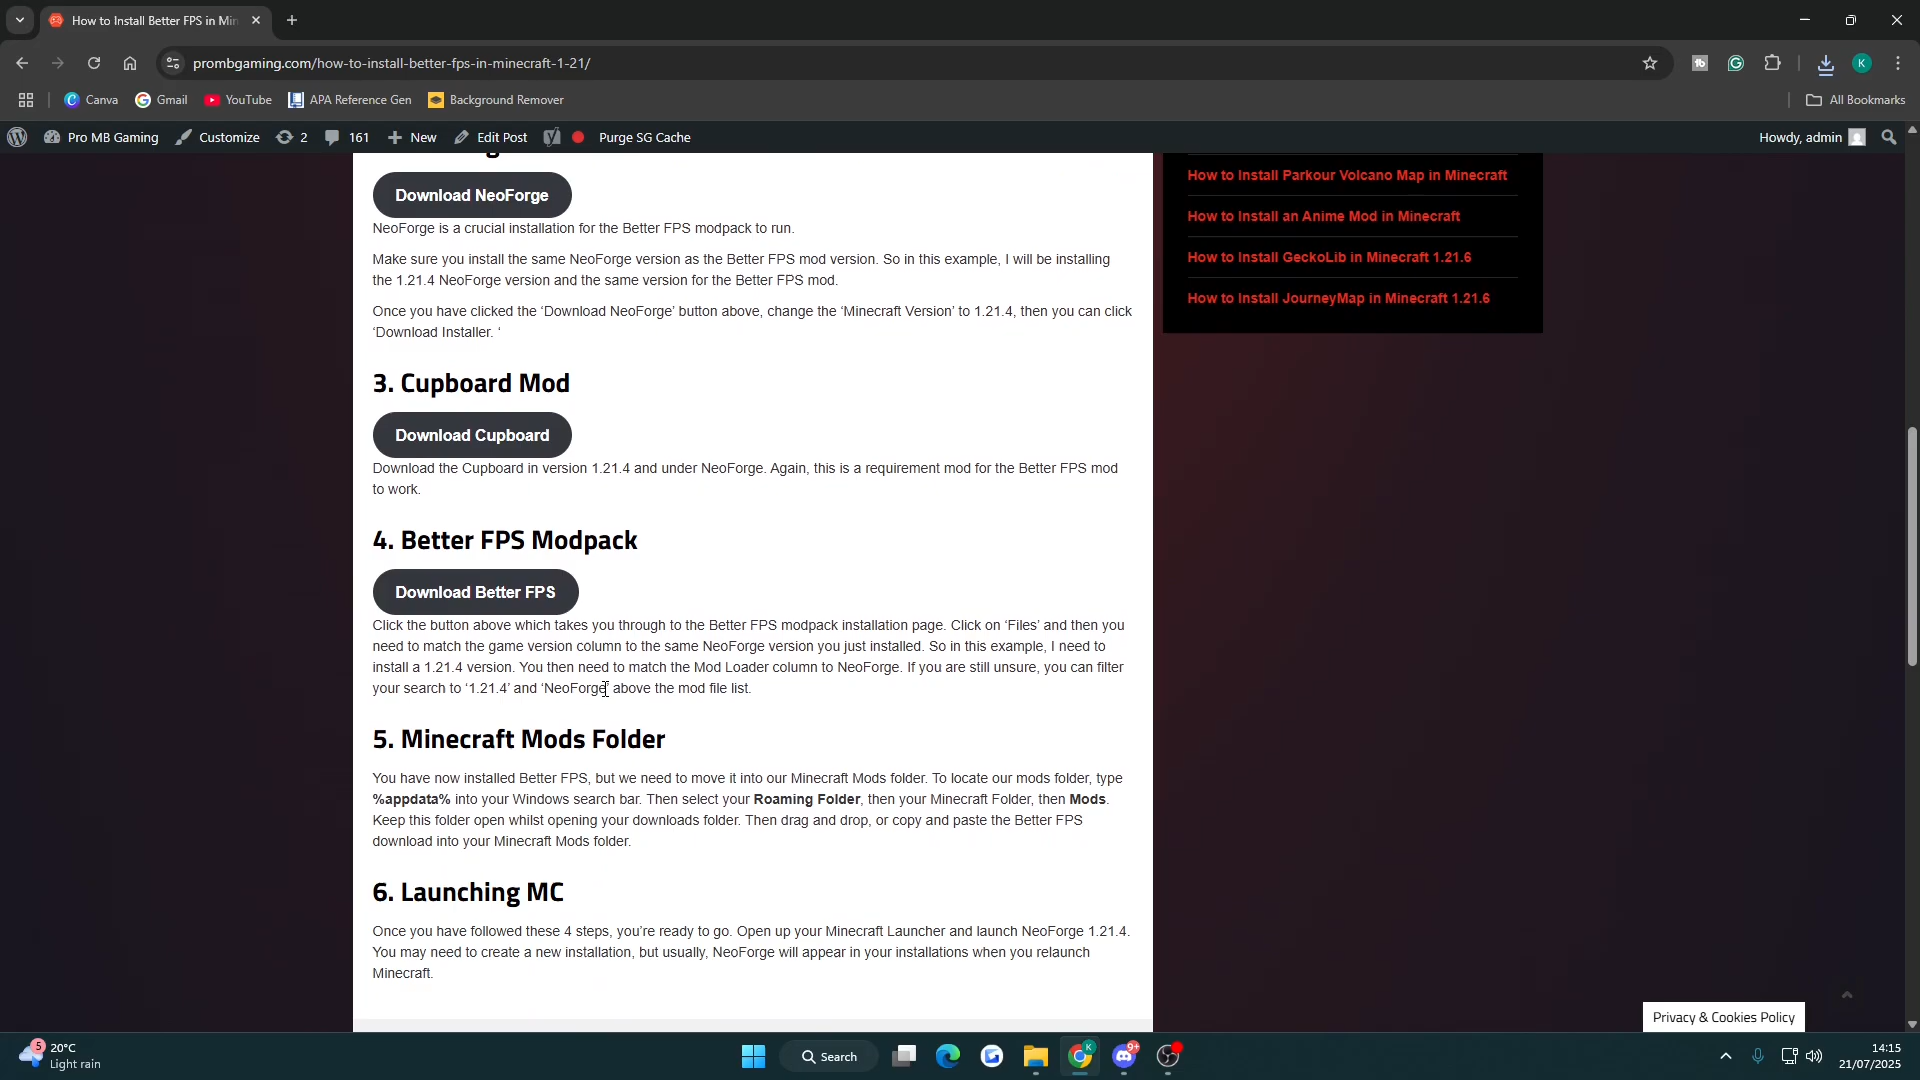 How to Install Better FPS in Min
prombgaming.com/how-to-install-better-fps-in-minecraft-1-21/
K
Canva
Gmail
YouTube
APA Reference Gen
Background Remover
All Bookmarks
Pro MB Gaming
Customize
2
161
New
Edit Post
Purge SG Cache
Howdy, admin
Download NeoForge
NeoForge is a crucial installation for the Better FPS modpack to run.
Make sure you install the same NeoForge version as the Better FPS mod version. So in this example, I will be installing
the 1.21.4 NeoForge version and the same version for the Better FPS mod.
Once you have clicked the ‘Download NeoForge’ button above, change the ‘Minecraft Version’ to 1.21.4, then you can click
‘Download Installer. ‘
3. Cupboard Mod
Download Cupboard
Download the Cupboard in version 1.21.4 and under NeoForge. Again, this is a requirement mod for the Better FPS mod
to work.
4. Better FPS Modpack
Download Better FPS
Click the button above which takes you through to the Better FPS modpack installation page. Click on ‘Files’ and then you
need to match the game version column to the same NeoForge version you just installed. So in this example, I need to
install a 1.21.4 version. You then need to match the Mod Loader column to NeoForge. If you are still unsure, you can filter
your search to ‘1.21.4’ and ‘NeoForge’ above the mod file list.
5. Minecraft Mods Folder
You have now installed Better FPS, but we need to move it into our Minecraft Mods folder. To locate our mods folder, type
%appdata% into your Windows search bar. Then select your Roaming Folder, then your Minecraft Folder, then Mods.
Keep this folder open whilst opening your downloads folder. Then drag and drop, or copy and paste the Better FPS
download into your Minecraft Mods folder.
6. Launching MC
Once you have followed these 4 steps, you’re ready to go. Open up your Minecraft Launcher and launch NeoForge 1.21.4.
You may need to create a new installation, but usually, NeoForge will appear in your installations when you relaunch
Minecraft.
How to Install Parkour Volcano Map in Minecraft
How to Install an Anime Mod in Minecraft
How to Install GeckoLib in Minecraft 1.21.6
How to Install JourneyMap in Minecraft 1.21.6
Privacy & Cookies Policy
5
20°C
Light rain
Search
K
9+
14:15
21/07/2025